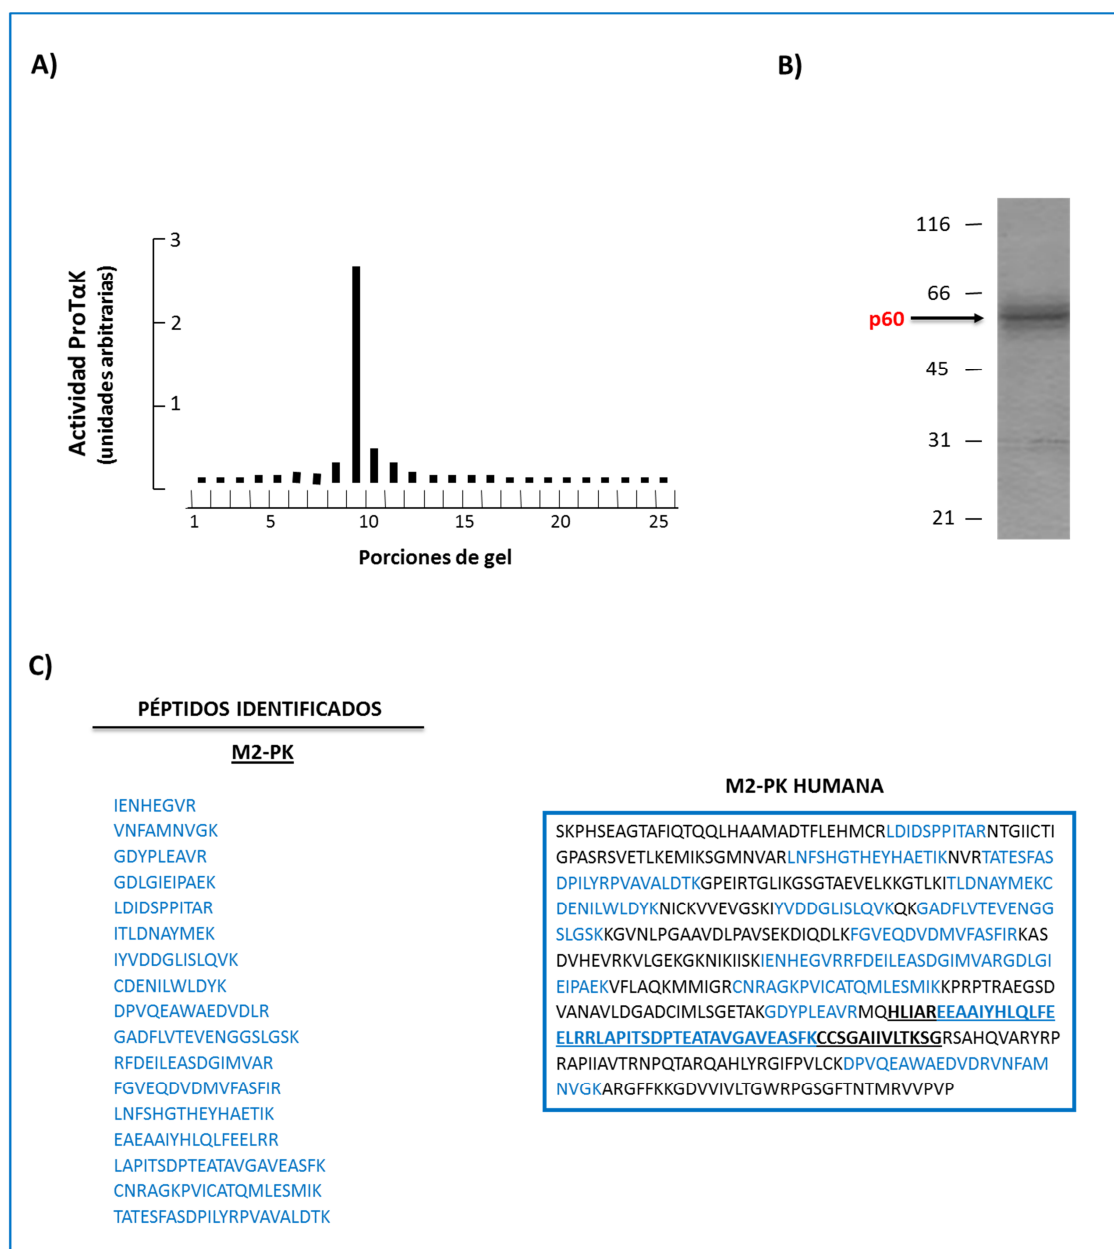 A)
B)
Actividad ProTαK
(unidades arbitrarias)
3
2
1
1
5
10
15
20
25
Porciones de gel
116
66
p60
45
31
21
C)
PÉPTIDOS IDENTIFICADOS
M2-PK
IENHEGVR
VNFAMNVGK
GDYPLEAVR
GDLGIEIPAEK
LDIDSPPITAR
ITLDNAYMEK
IYVDDGLISLQVK
CDENILWLDYK
DPVQEAWAEDVDLR
GADFLVTEVENGGSLGSK
RFDEILEASDGIMVAR
FGVEQDVDMVFASFIR
LNFSHGTHEYHAETIK
EAEAAIYHLQLFEELRR
LAPITSDPTEATAVGAVEASFK
CNRAGKPVICATQMLESMIK
TATESFASDPILYRPVAVALDTK
M2-PK HUMANA
SKPHSEAGTAFIQTQQLHAAMADTFLEHMCRLDIDSPPITARNTGIICTI
GPASRSVETLKEMIKSGMNVARLNFSHGTHEYHAETIKNVRTATESFAS
DPILYRPVAVALDTKGPEIRTGLIKGSGTAEVELKKGTLKITLDNAYMEKC
DENILWLDYKNICKVVEVGSKIYVDDGLISLQVKQKGADFLVTEVENGG
SLGSKKGVNLPGAAVDLPAVSEKDIQDLKFGVEQDVDMVFASFIRKAS
DVHEVRKVLGEKGKNIKIISKIENHEGVRRFDEILEASDGIMVARGDLGI
EIPAEKVFLAQKMMIGRCNRAGKPVICATQMLESMIKKPRPTRAEGSD
VANAVLDGADCIMLSGETAKGDYPLEAVRMQHLIAREEAAIYHLQLFE
ELRRLAPITSDPTEATAVGAVEASFKCCSGAIIVLTKSGRSAHQVARYRP
RAPIIAVTRNPQTARQAHLYRGIFPVLCKDPVQEAWAEDVDRVNFAM
NVGKARGFFKKGDVVIVLTGWRPGSGFTNTMRVVPVP